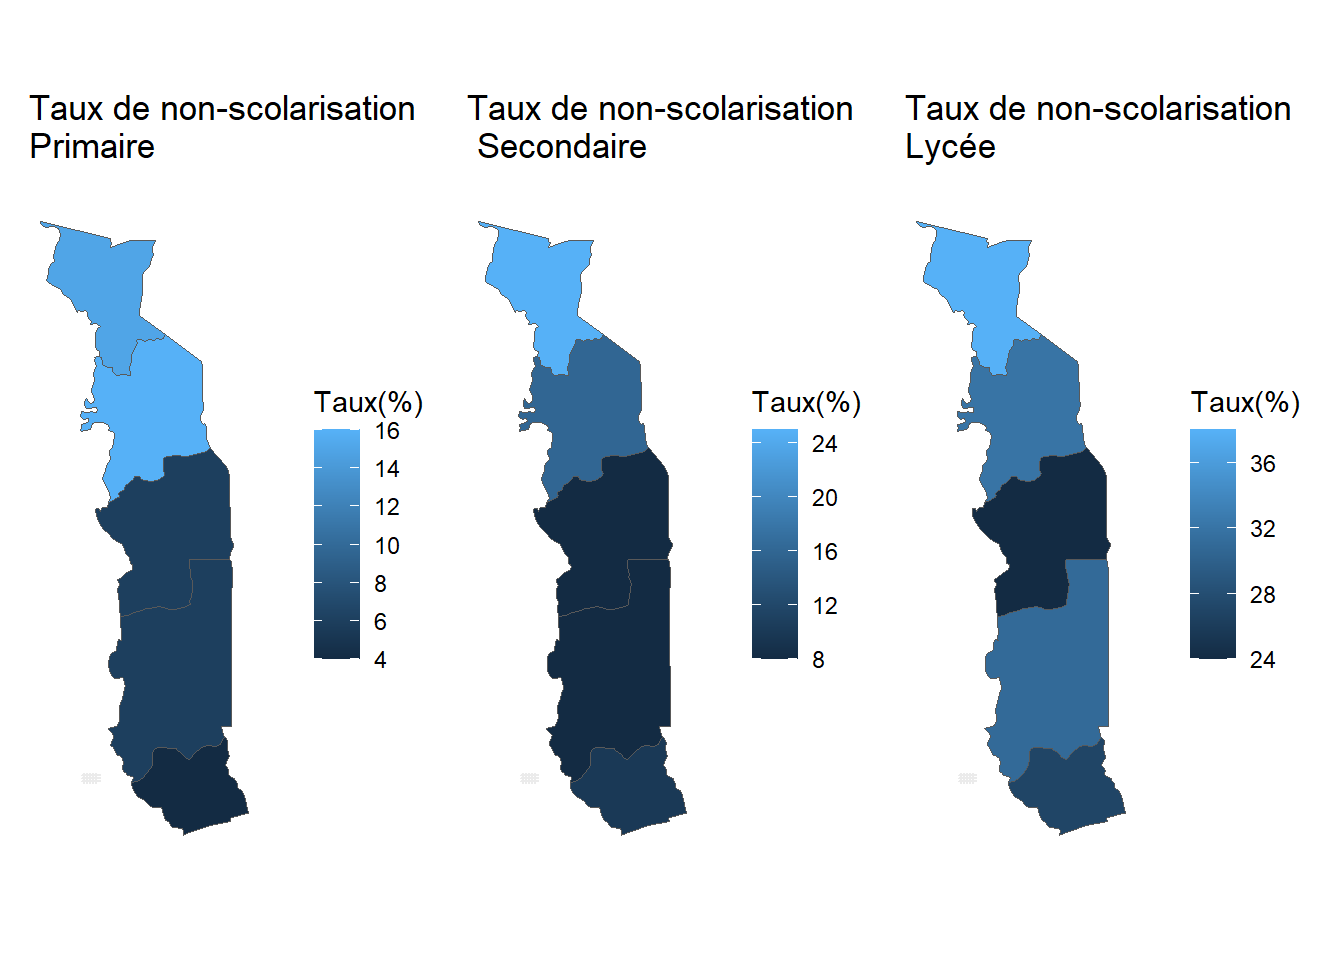 Taux de non-scolarisation
Primaire
Taux de non-scolarisation
Secondaire
Taux de non-scolarisation
Lycée
Taux(%)
16
14
12
10
8
6
4
Taux(%)
24
20
16
12
8
Taux(%)
36
32
28
24